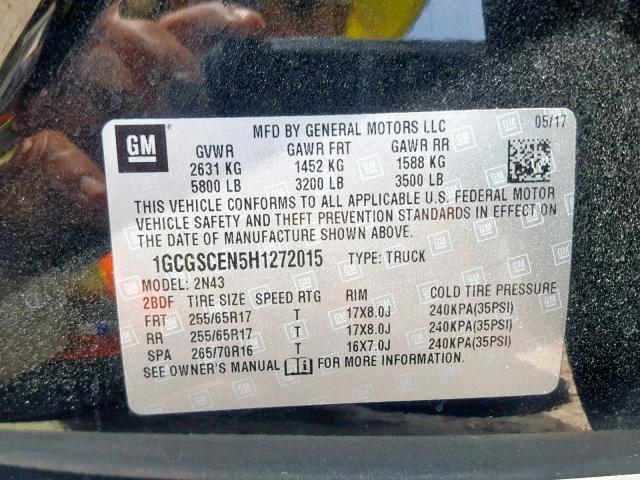 GM
MFD BY GENERAL MOTORS LLC 05/17
GVWR GAWR FRT GAWR RR
2631 KG 1452 KG 1588 KG
5800 LB 3200 LB 3500 LB
THIS VEHICLE CONFORMS TO ALL APPLICABLE U.S. FEDERAL MOTOR
VEHICLE SAFETY AND THEFT PREVENTION STANDARDS IN EFFECT ON
THE DATE OF MANUFACTURE SHOWN ABOVE.
1GCGSCEN5H1272015 TYPE: TRUCK
MODEL: 2N43
2BDF TIRE SIZE SPEED RTG RIM COLD TIRE PRESSURE
FRT 255/65R17 T 17X8.0J 240KPA(35PSI)
RR 255/65R17 T 17X8.0J 240KPA(35PSI)
SPA 265/70R16 T 16X7.0J 240KPA(35PSI)
SEE OWNER'S MANUAL FOR MORE INFORMATION.